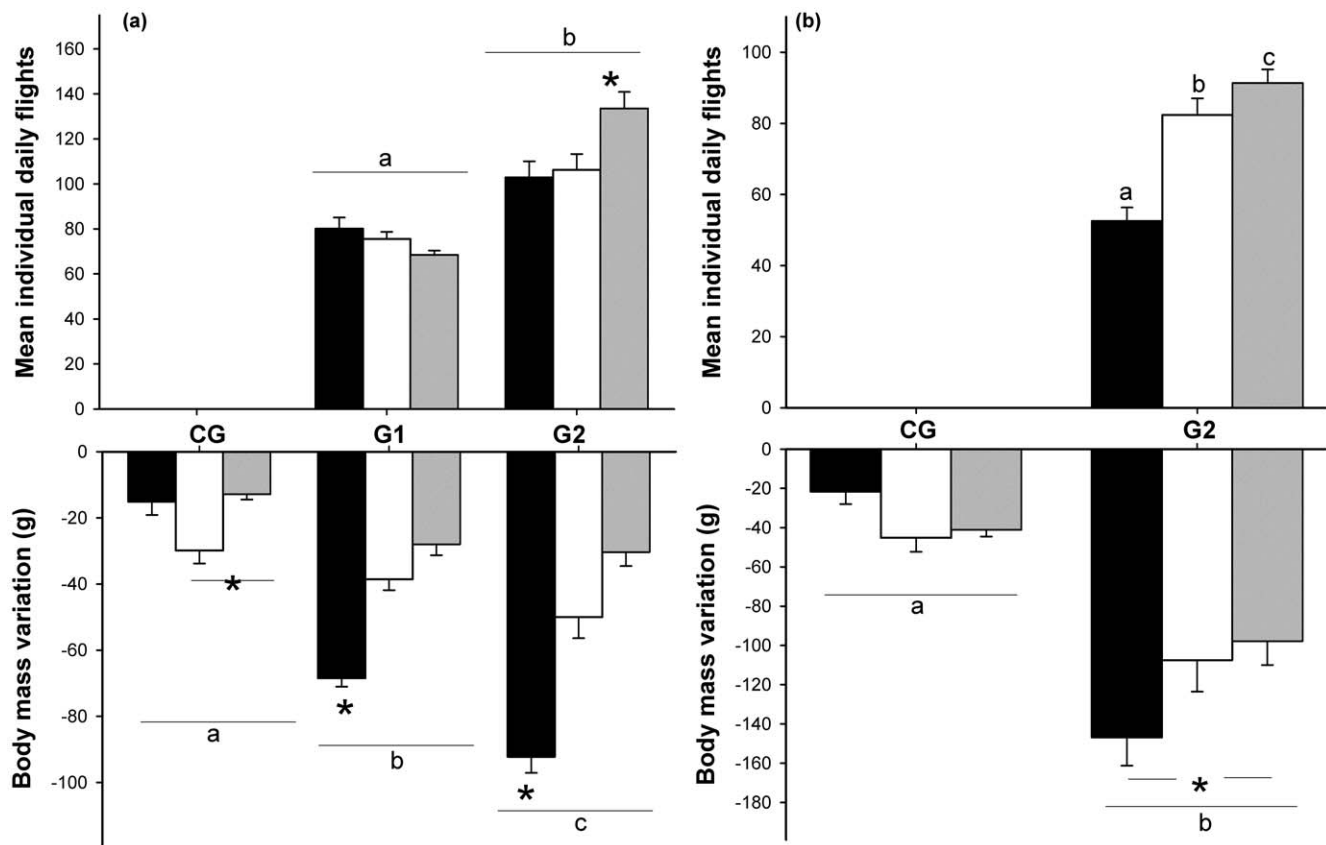 (a)
Mean individual daily flights
160
140
120
100
80
60
40
20
0
a
b
*
CG G1 G2
Body mass variation (g)
0
-20
-40
-60
-80
-100
*
*
*
a
b
c
(b)
Mean individual daily flights
100
80
60
40
20
0
a
b
c
CG G2
Body mass variation (g)
0
-20
-40
-60
-80
-100
-120
-140
-160
-180
a
*
b